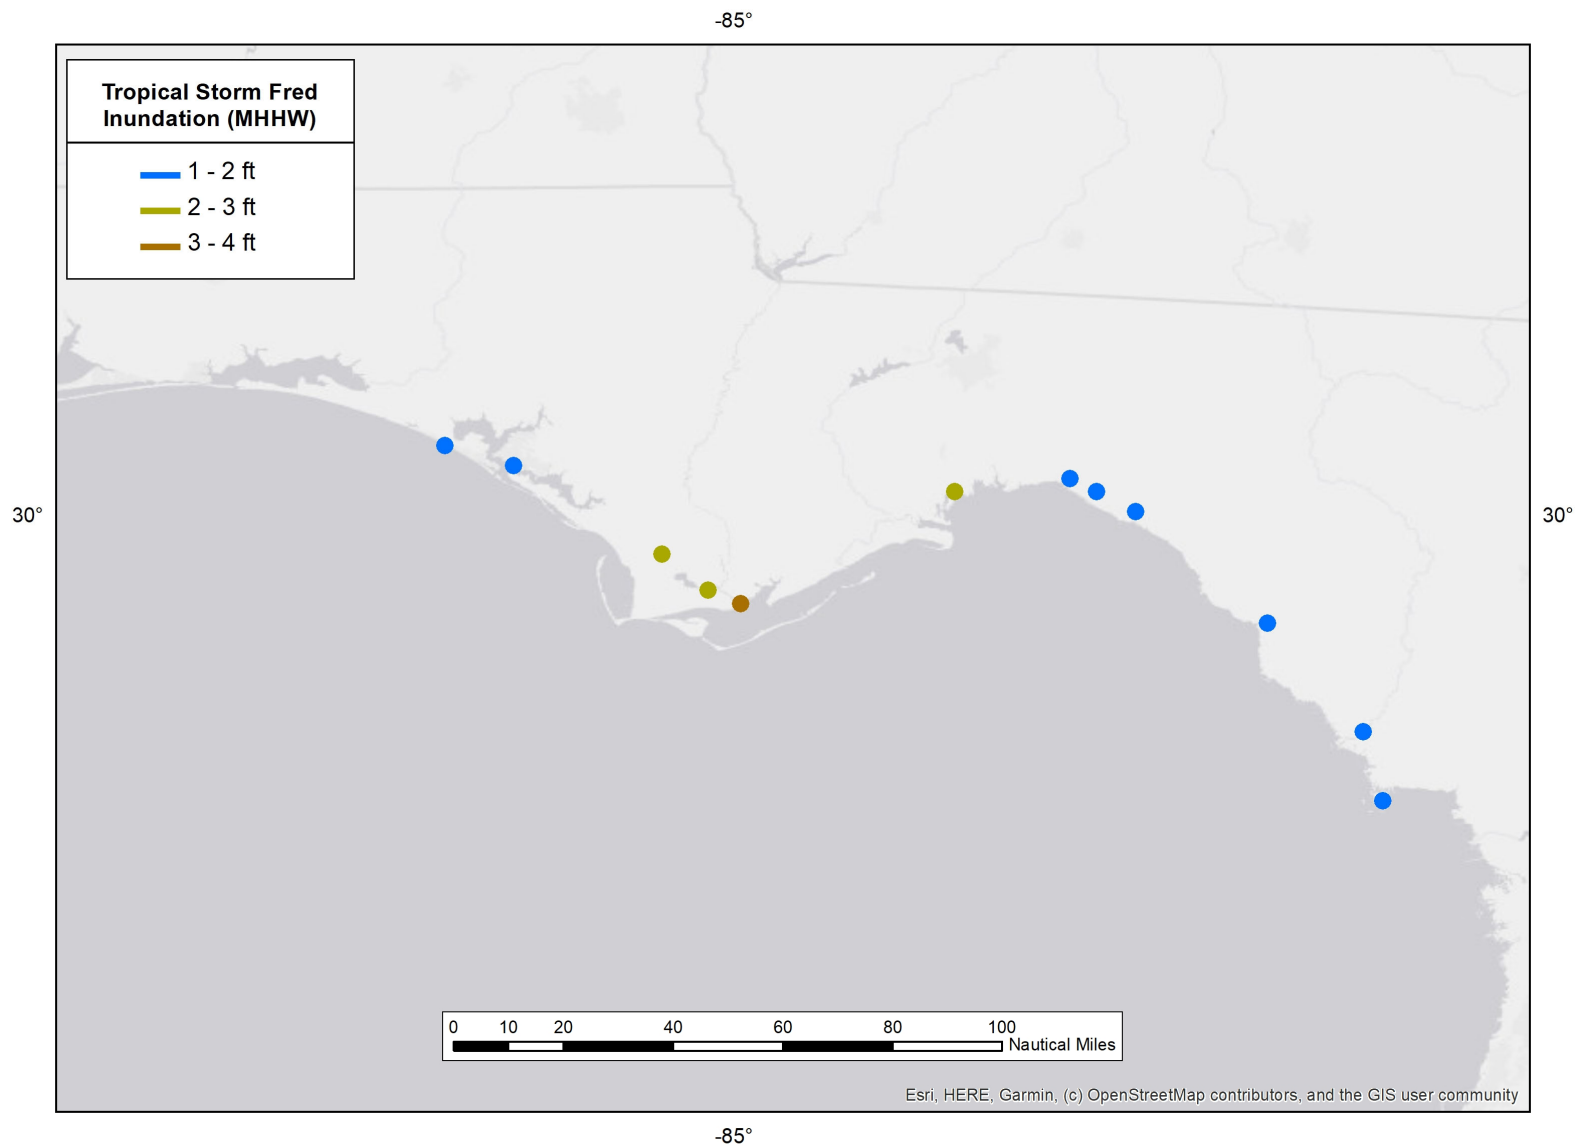 -85°
Tropical Storm Fred
Inundation (MHHW)
1 - 2 ft
2 - 3 ft
3 - 4 ft
30°
30°
0 10 20 40 60 80 100
Nautical Miles
Esri, HERE, Garmin, (c) OpenStreetMap contributors, and the GIS user community
-85°